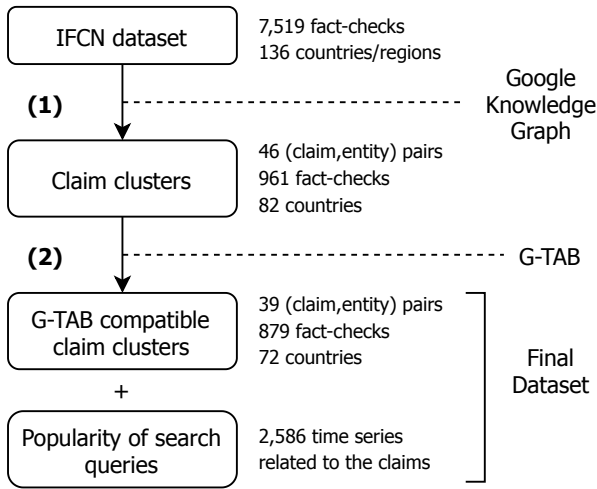 IFCN dataset
7,519 fact-checks
136 countries/regions
(1)
Google
Knowledge
Graph
Claim clusters
46 (claim,entity) pairs
961 fact-checks
82 countries
(2)
G-TAB
G-TAB compatible
claim clusters
39 (claim,entity) pairs
879 fact-checks
72 countries
+
Final
Dataset
Popularity of search
queries
2,586 time series
related to the claims